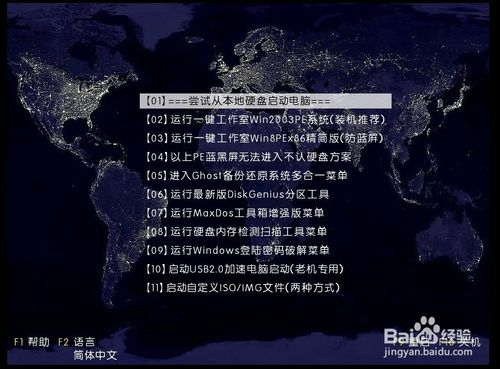 【01】===尝试从本地硬盘启动电脑===
【02】运行一键工作室Win2003PE系统(装机推荐)
【03】运行一键工作室Win8PEx86精简版(防蓝屏)
【04】以上PE蓝黑屏无法进入不认硬盘方案
【05】进入Ghost备份还原系统多合一菜单
【06】运行最新版DiskGenius分区工具
【07】运行MaxDos工具箱增强版菜单
【08】运行硬盘内存检测扫描工具菜单
【09】运行Windows登陆密码破解菜单
【10】启动USB2.0加速电脑启动(老机专用)
【11】启动自定义ISO/IMG文件(两种方式)
F1 帮助 F2 语言 F9 重启 F10 关机
简体中文
Baidu 经验
jingyan.baidu.com